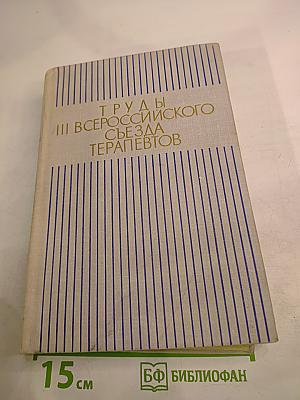 ТРУДЫ
III ВСЕРОССИЙСКОГО
СЪЕЗДА
ТЕРАПЕВТОВ
15 см
БФ БИБЛИОФАН